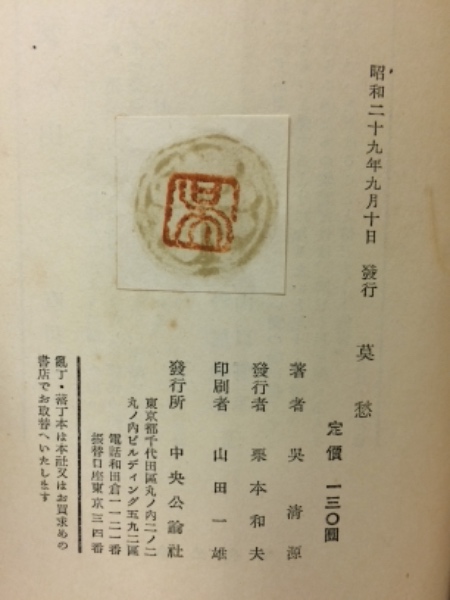 昭和二十九年九月十日　發行
莫愁
定價　一三〇圓
著者　吳清源
發行者　栗本和夫
印刷者　山田一雄
發行所　中央公論社
東京都千代田區丸ノ内二ノ二
丸ノ内ビルディング五九二區
電話和田倉一一二一番
振替口座東京三四番
亂丁・落丁本は本社又はお買求めの
書店でお取替へいたします
吳